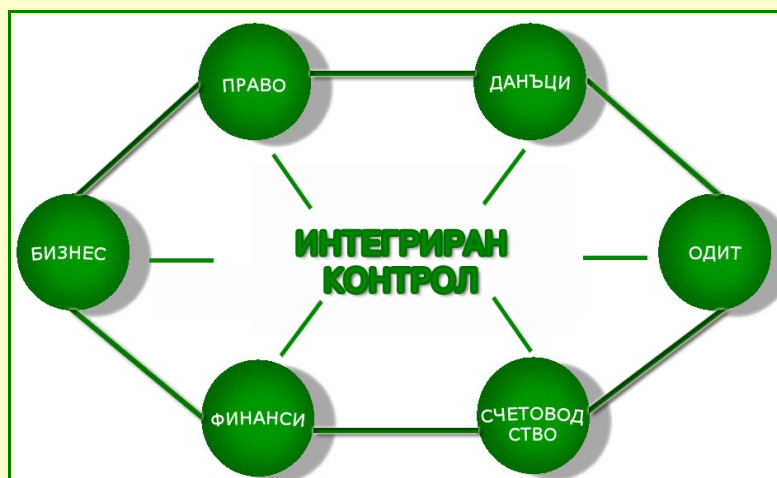 ПРАВО
ДАНЪЦИ
БИЗНЕС
ИНТЕГРИРАН
КОНТРОЛ
ОДИТ
ФИНАНСИ
СЧЕТОВОД
СТВО